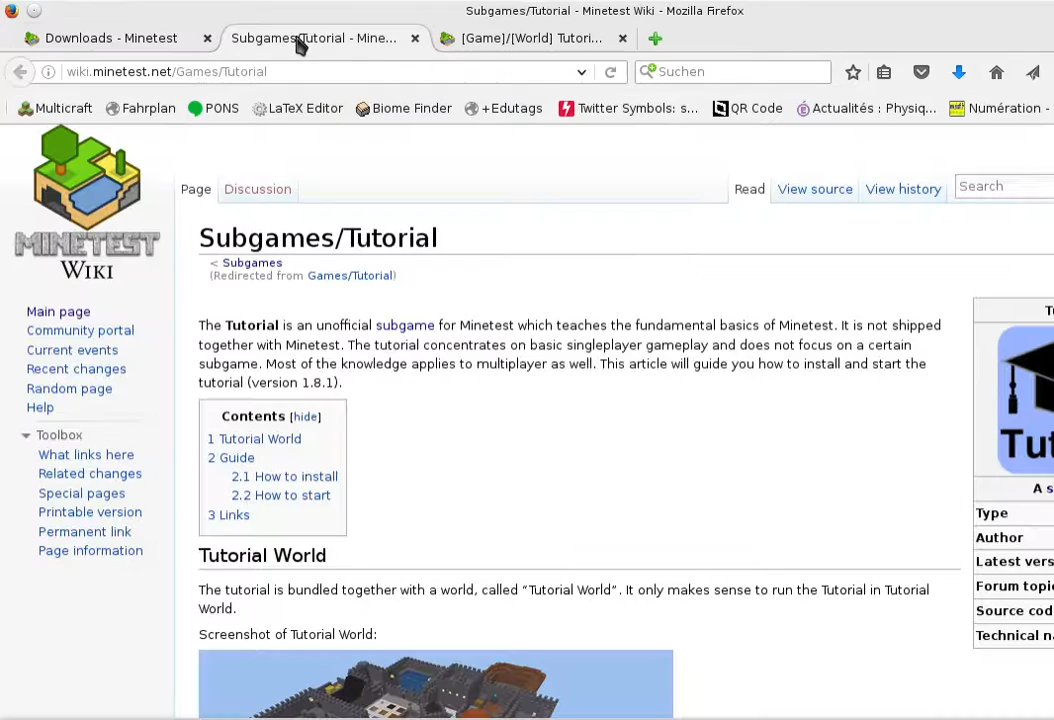 Subgames/Tutorial - Minetest Wiki - Mozilla Firefox
Downloads - Minetest
Subgames/Tutorial - Mine...
[Game]/[World] Tutori...
wiki.minetest.net/Games/Tutorial
Suchen
Multicraft
Fahrplan
PONS
LaTeX Editor
Biome Finder
+Edutags
Twitter Symbols: s...
QR Code
Actualités : Physiq...
Numération -
MINETEST
WIKI
Page
Discussion
Read
View source
View history
Search
Subgames/Tutorial
< Subgames
(Redirected from Games/Tutorial)
Main page
Community portal
Current events
Recent changes
Random page
Help
Toolbox
What links here
Related changes
Special pages
Printable version
Permanent link
Page information
The Tutorial is an unofficial subgame for Minetest which teaches the fundamental basics of Minetest. It is not shipped
together with Minetest. The tutorial concentrates on basic singleplayer gameplay and does not focus on a certain
subgame. Most of the knowledge applies to multiplayer as well. This article will guide you how to install and start the
tutorial (version 1.8.1).
Contents [hide]
1 Tutorial World
2 Guide
2.1 How to install
2.2 How to start
3 Links
Tutorial World
The tutorial is bundled together with a world, called “Tutorial World”. It only makes sense to run the Tutorial in Tutorial
World.
Screenshot of Tutorial World:
Tut
A s
Type
Author
Latest vers
Forum topi
Source cod
Technical n